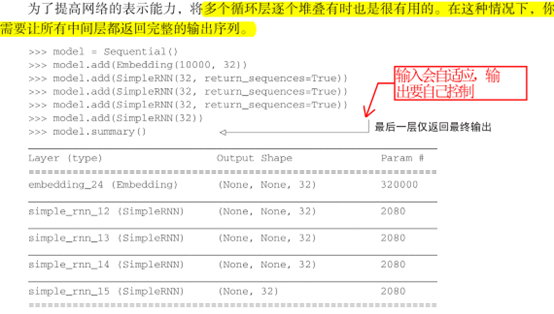 为了提高网络的表示能力，将多个循环层逐个堆叠有时也是很有用的。在这种情况下，你
需要让所有中间层都返回完整的输出序列。
>>> model = Sequential()
>>> model.add(Embedding(10000, 32))
>>> model.add(SimpleRNN(32, return_sequences=True))
>>> model.add(SimpleRNN(32, return_sequences=True))
>>> model.add(SimpleRNN(32, return_sequences=True))
>>> model.add(SimpleRNN(32))
>>> model.summary()
输入会自适应，输
出要自己控制
最后一层仅返回最终输出
Layer (type) Output Shape Param #
================================================================
embedding_24 (Embedding) (None, None, 32) 320000
simple_rnn_12 (SimpleRNN) (None, None, 32) 2080
simple_rnn_13 (SimpleRNN) (None, None, 32) 2080
simple_rnn_14 (SimpleRNN) (None, None, 32) 2080
simple_rnn_15 (SimpleRNN) (None, 32) 2080
================================================================